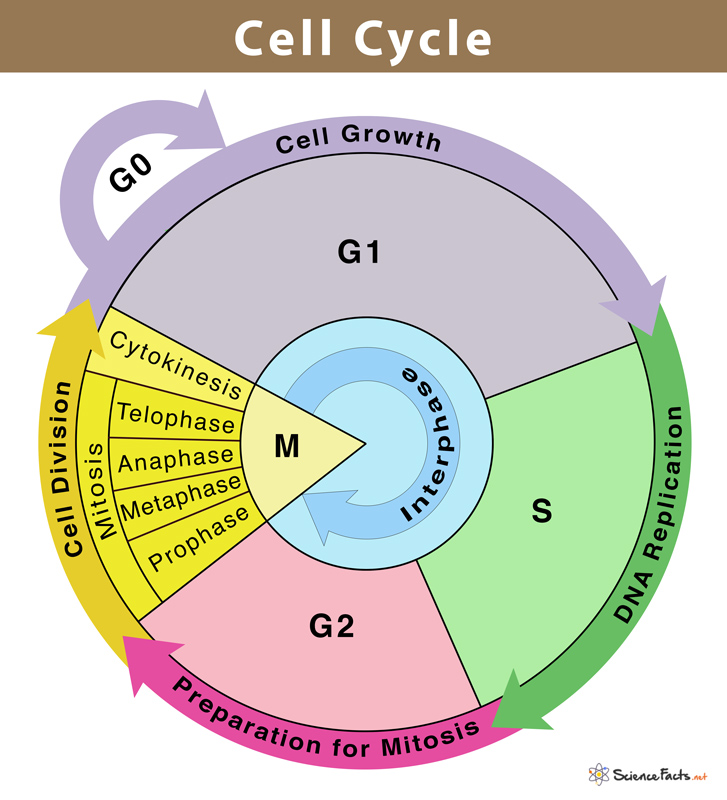 Cell Cycle
G0
Cell Growth
G1
Cytokinesis
Telophase
Anaphase
Metaphase
Prophase
Mitosis
Cell Division
M
Interphase
S
DNA Replication
G2
Preparation for Mitosis
ScienceFacts.net